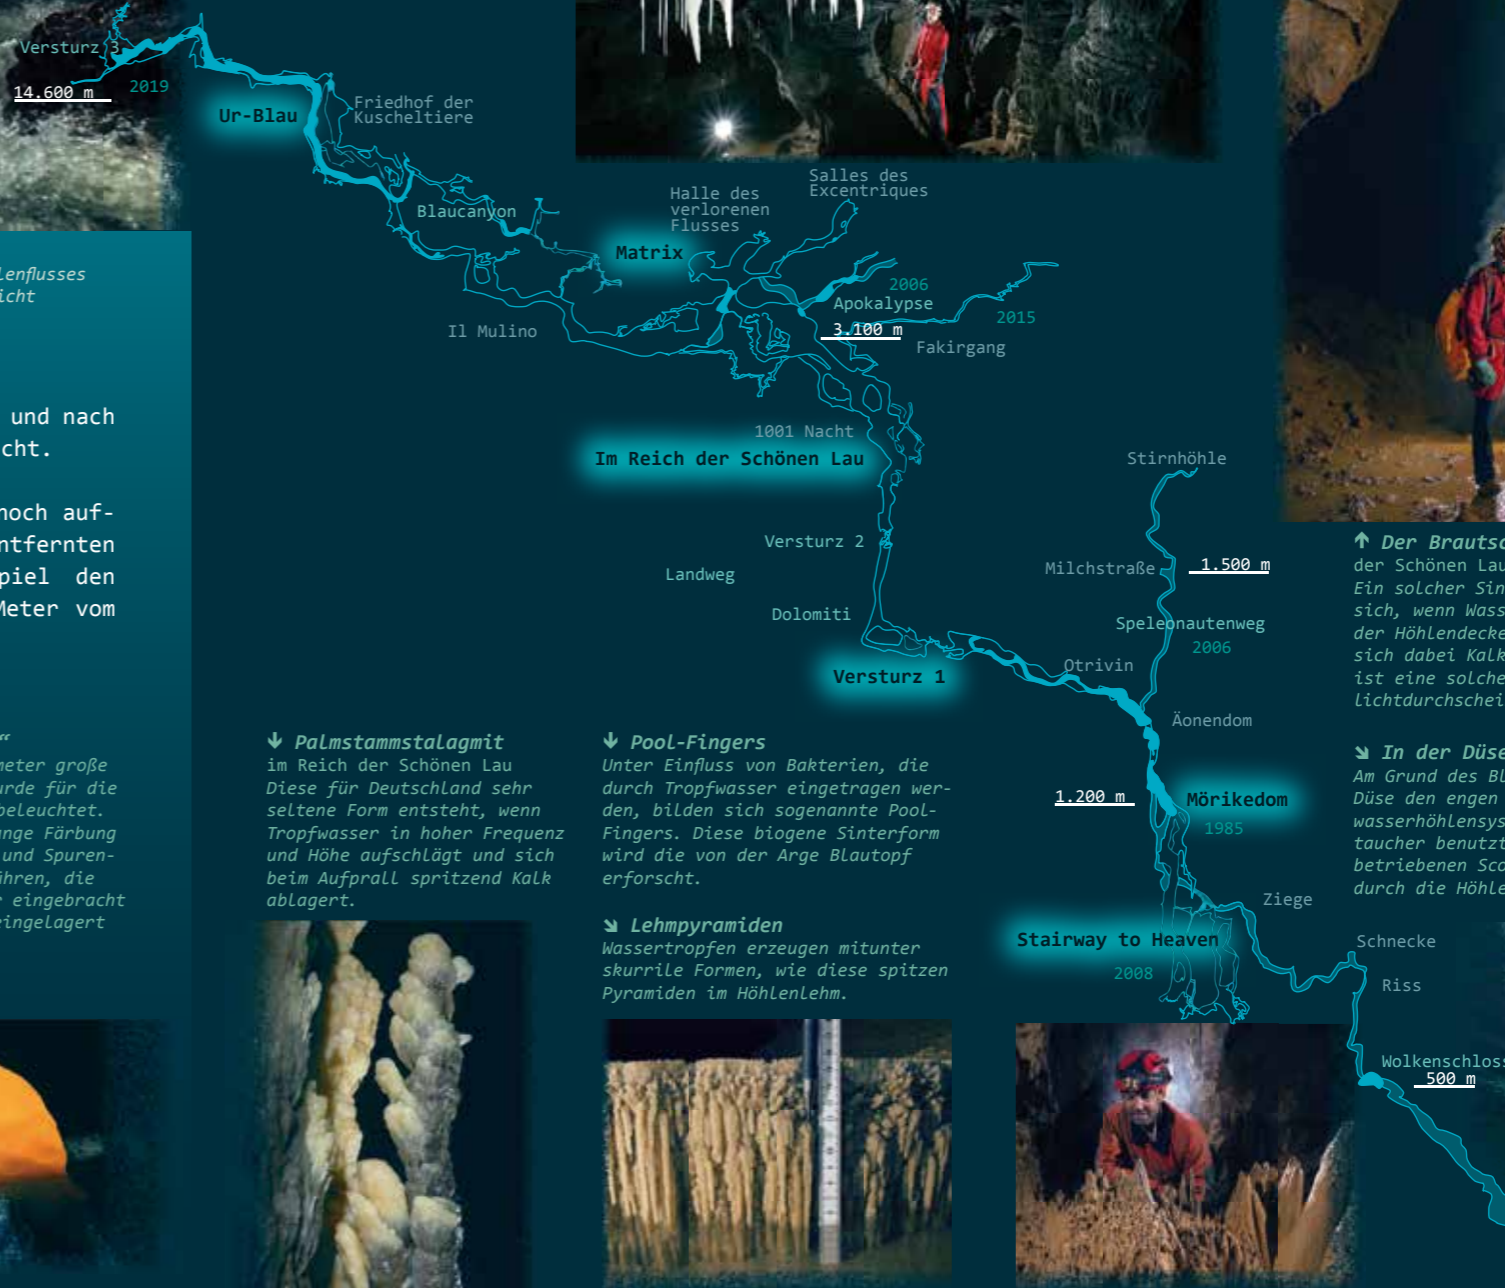 Versturz 3
14.600 m
2019
Ur-Blau
Friedhof der
Kuscheltiere
Blaucanyon
Il Mulino
Matrix
Halle des
verlorenen
Flusses
Salles des
Excentriques
2006
Apokalypse
3.100 m
2015
Fakirgang
1001 Nacht
Im Reich der Schönen Lau
Versturz 2
Landweg
Dolomiti
Versturz 1
Stirnhöhle
Milchstraße
1.500 m
Speleonautenweg
2006
Otrivin
Äonendom
1.200 m
Mörikedom
1985
Ziege
Stairway to Heaven
2008
Schnecke
Riss
Wolkenschloss
500 m
lenflusses
icht
und nach
cht.
noch auf-
ntfernten
piel den
Meter vom
“
meter große
urde für die
beleuchtet.
ange Färbung
und Spuren-
ühren, die
r eingebracht
eingelagert
↓ Palmstammstalagmit
im Reich der Schönen Lau
Diese für Deutschland sehr
seltene Form entsteht, wenn
Tropfwasser in hoher Frequenz
und Höhe aufschlägt und sich
beim Aufprall spritzend Kalk
ablagert.
↓ Pool-Fingers
Unter Einfluss von Bakterien, die
durch Tropfwasser eingetragen wer-
den, bilden sich sogenannte Pool-
Fingers. Diese biogene Sinterform
wird die von der Arge Blautopf
erforscht.
↘ Lehmpyramiden
Wassertropfen erzeugen mitunter
skurrile Formen, wie diese spitzen
Pyramiden im Höhlenlehm.
↑ Der Brautsc
der Schönen Lau
Ein solcher Sin
sich, wenn Wass
der Höhlendecke
sich dabei Kalk
ist eine solche
lichtdurchschei
↘ In der Düse
Am Grund des Bl
Düse den engen
wasserhöhlensys
taucher benutzt
betriebenen Sco
durch die Höhle